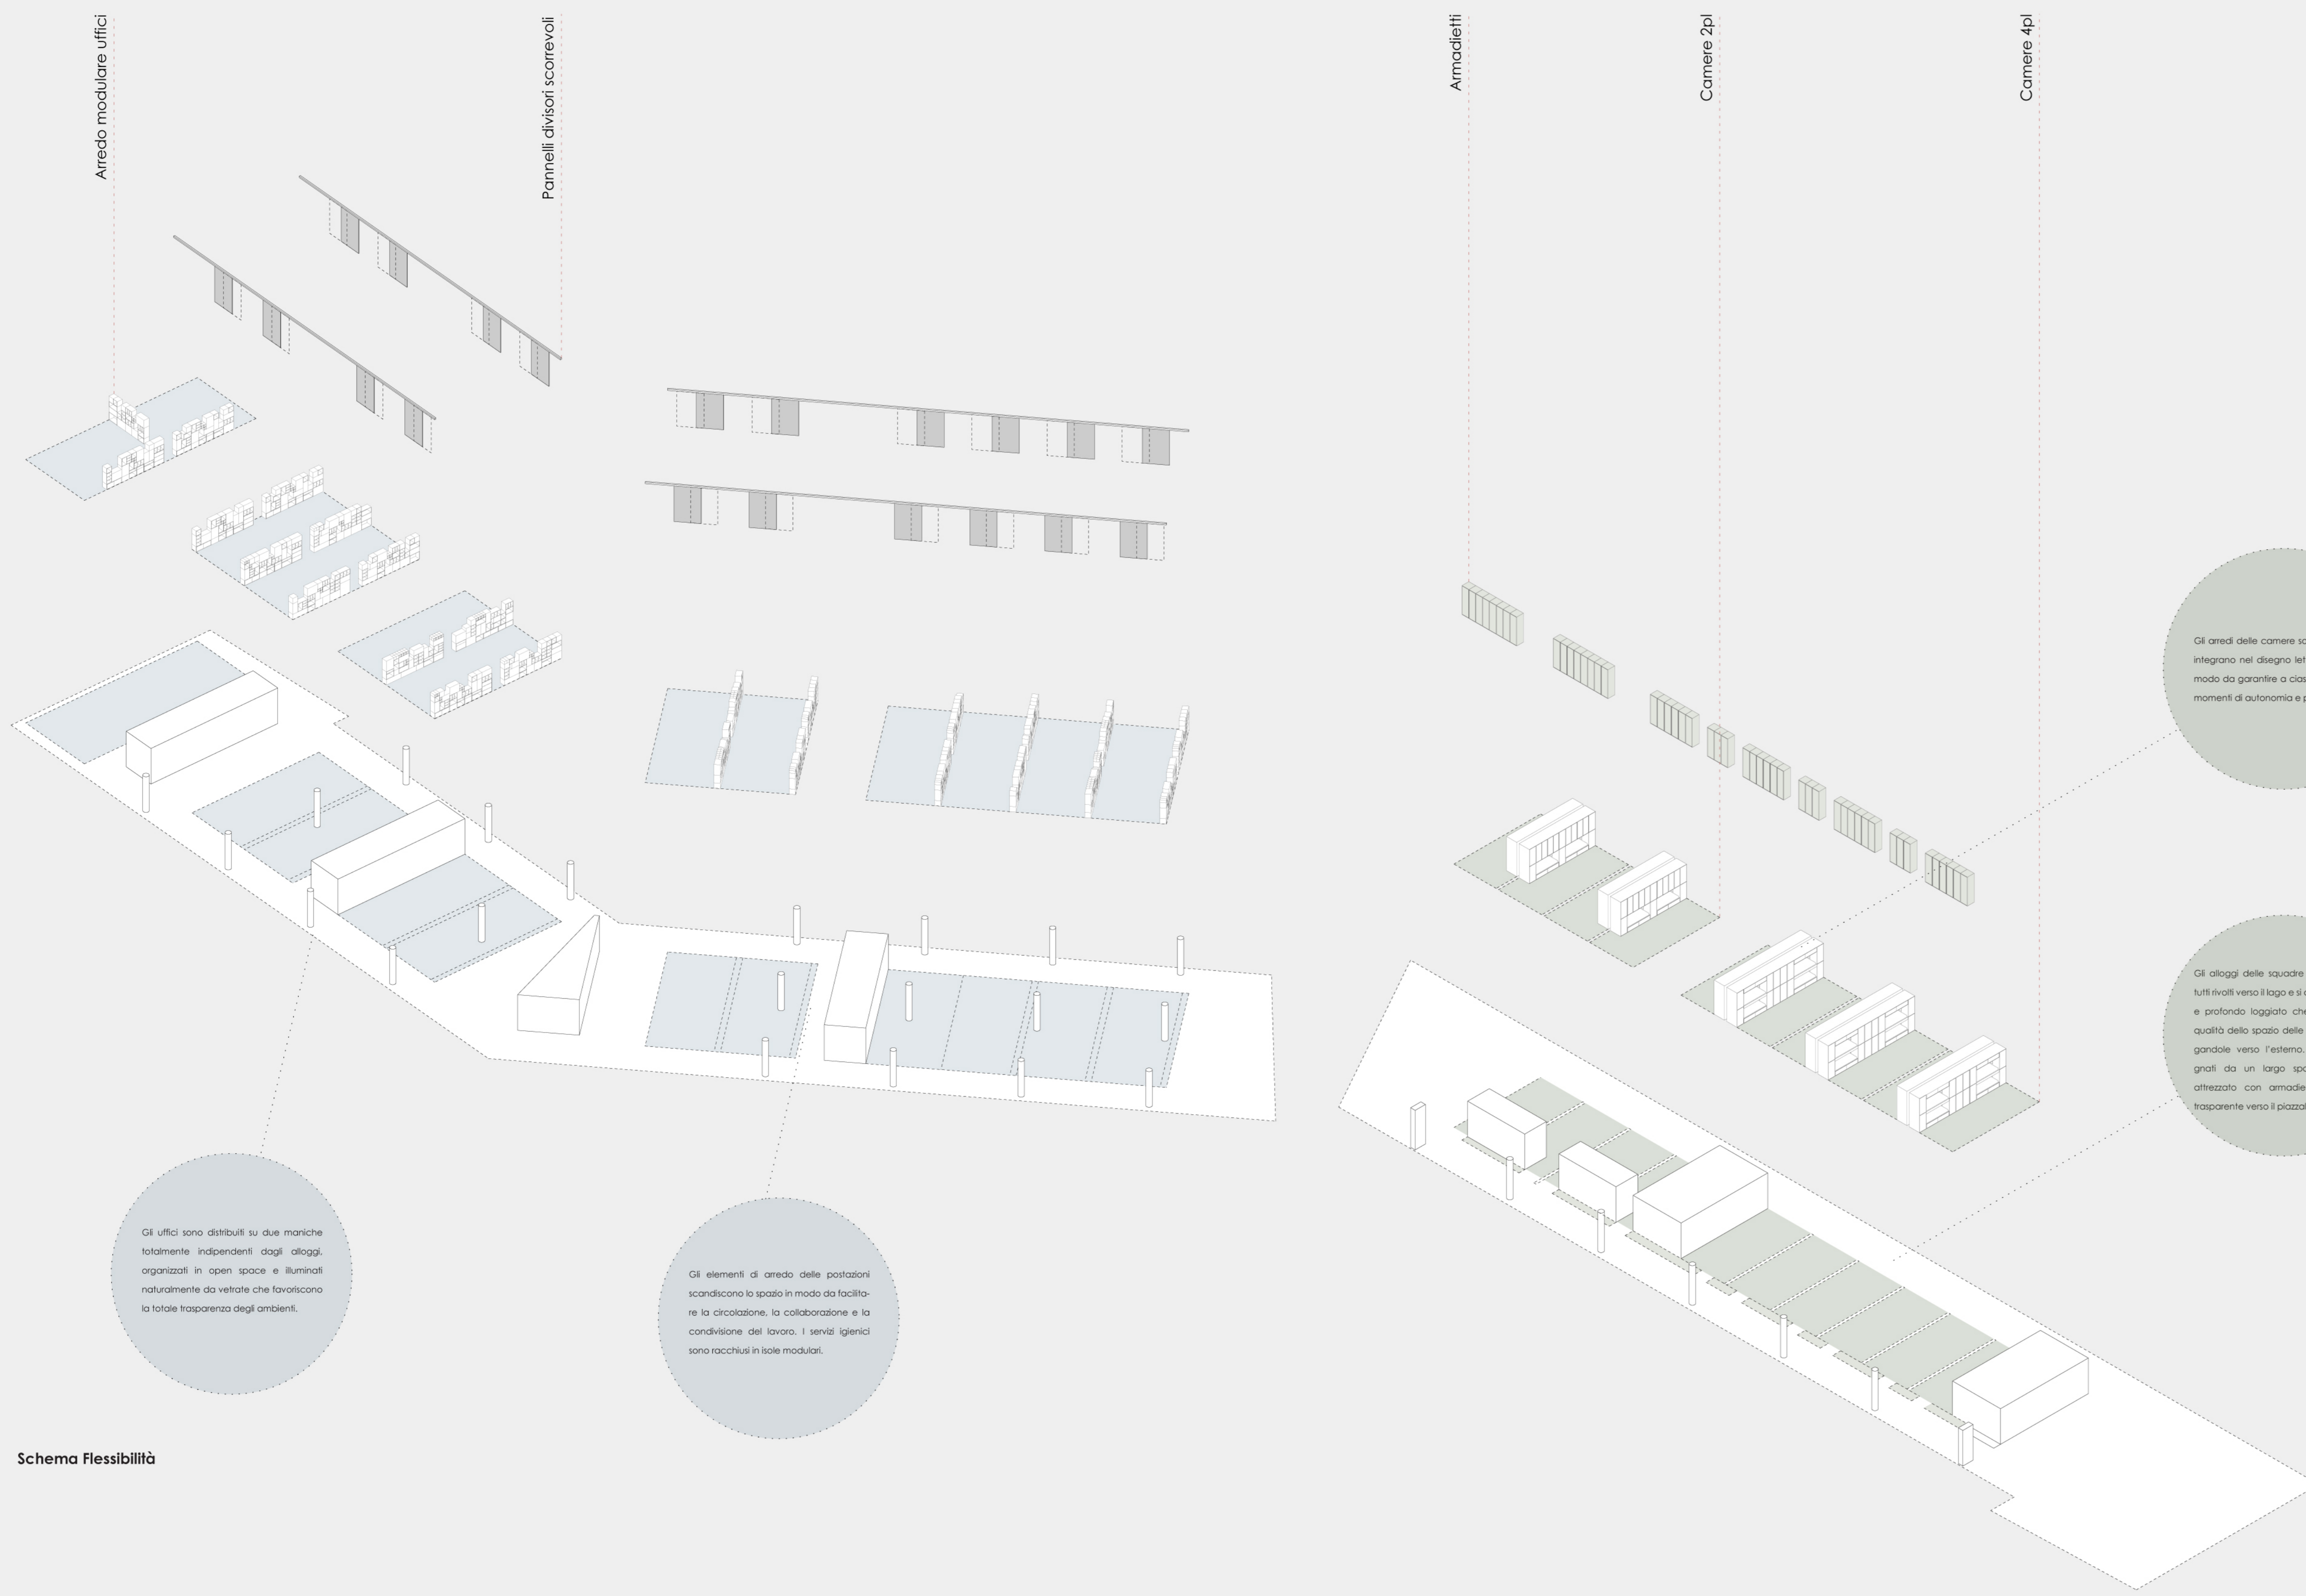 Arredo modulare uffici
Pannelli divisori scorrevoli
Armadietti
Camere 2pl
Camere 4pl
Gli arredi delle camere
integrano nel disegno
modo da garantire a
momenti di autonomia e
Gli alloggi delle squadre
tutti rivolti verso il lago e si
e profondo loggiato
qualità dello spazio delle
gandole verso l'esterno.
gnati da un largo
attrezzato con
trasparente verso il
Gli uffici sono distribuiti su due maniche
totalmente indipendenti dagli alloggi,
organizzati in open space e illuminati
naturalmente da vetrate che favoriscono
la totale trasparenza degli ambienti.
Gli elementi di arredo delle postazioni
scandiscono lo spazio in modo da facilita-
re la circolazione, la collaborazione e la
condivisione del lavoro. I servizi igienici
sono racchiusi in isole modulari.
Schema Flessibilità